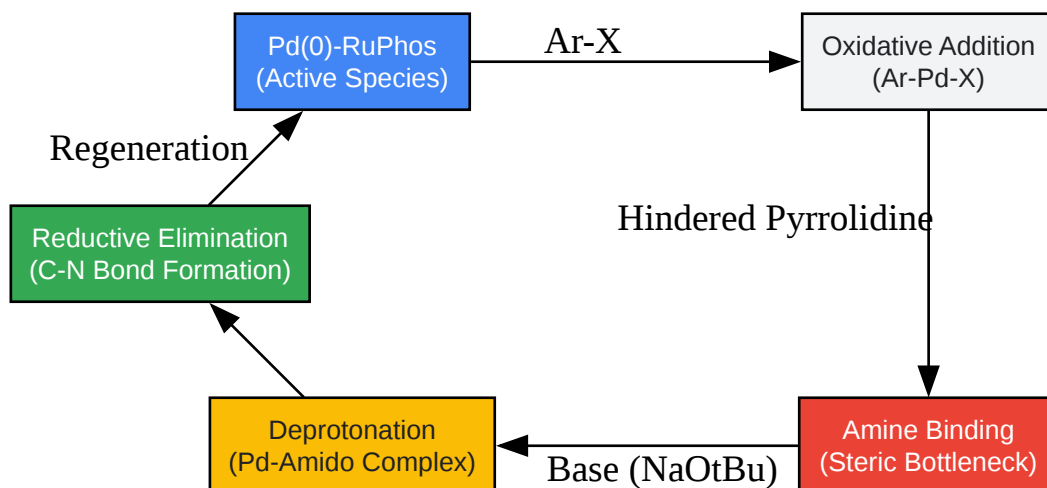 Pd(0)-RuPhos
(Active Species)
Ar-X
Oxidative Addition
(Ar-Pd-X)
Regeneration
Hindered Pyrrolidine
Reductive Elimination
(C-N Bond Formation)
Deprotonation
(Pd-Amido Complex)
Base (NaOtBu)
Amine Binding
(Steric Bottleneck)